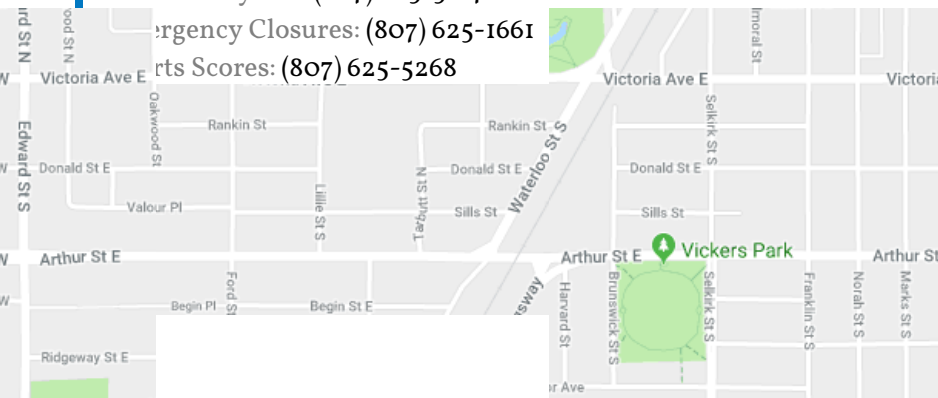 ergency Closures: (807) 625-1661
rts Scores: (807) 625-5268
Victoria Ave E
Victoria Ave E
Victori
Edward St S
Oakwood St
Rankin St
Rankin St
Selkirk St S
Donald St E
Donald St E
Donald St E
Waterloo St S
Valour Pl
Lillie St S
Tarbutt St N
Sills St
Sills St
Arthur St E
Arthur St E
Vickers Park
Arthur St
Ford St
Begin Pl
Begin St E
Harvard St
Brunswick St S
Selkirk St S
Franklin St S
Norah St S
Marks St S
Ridgeway St E
or Ave